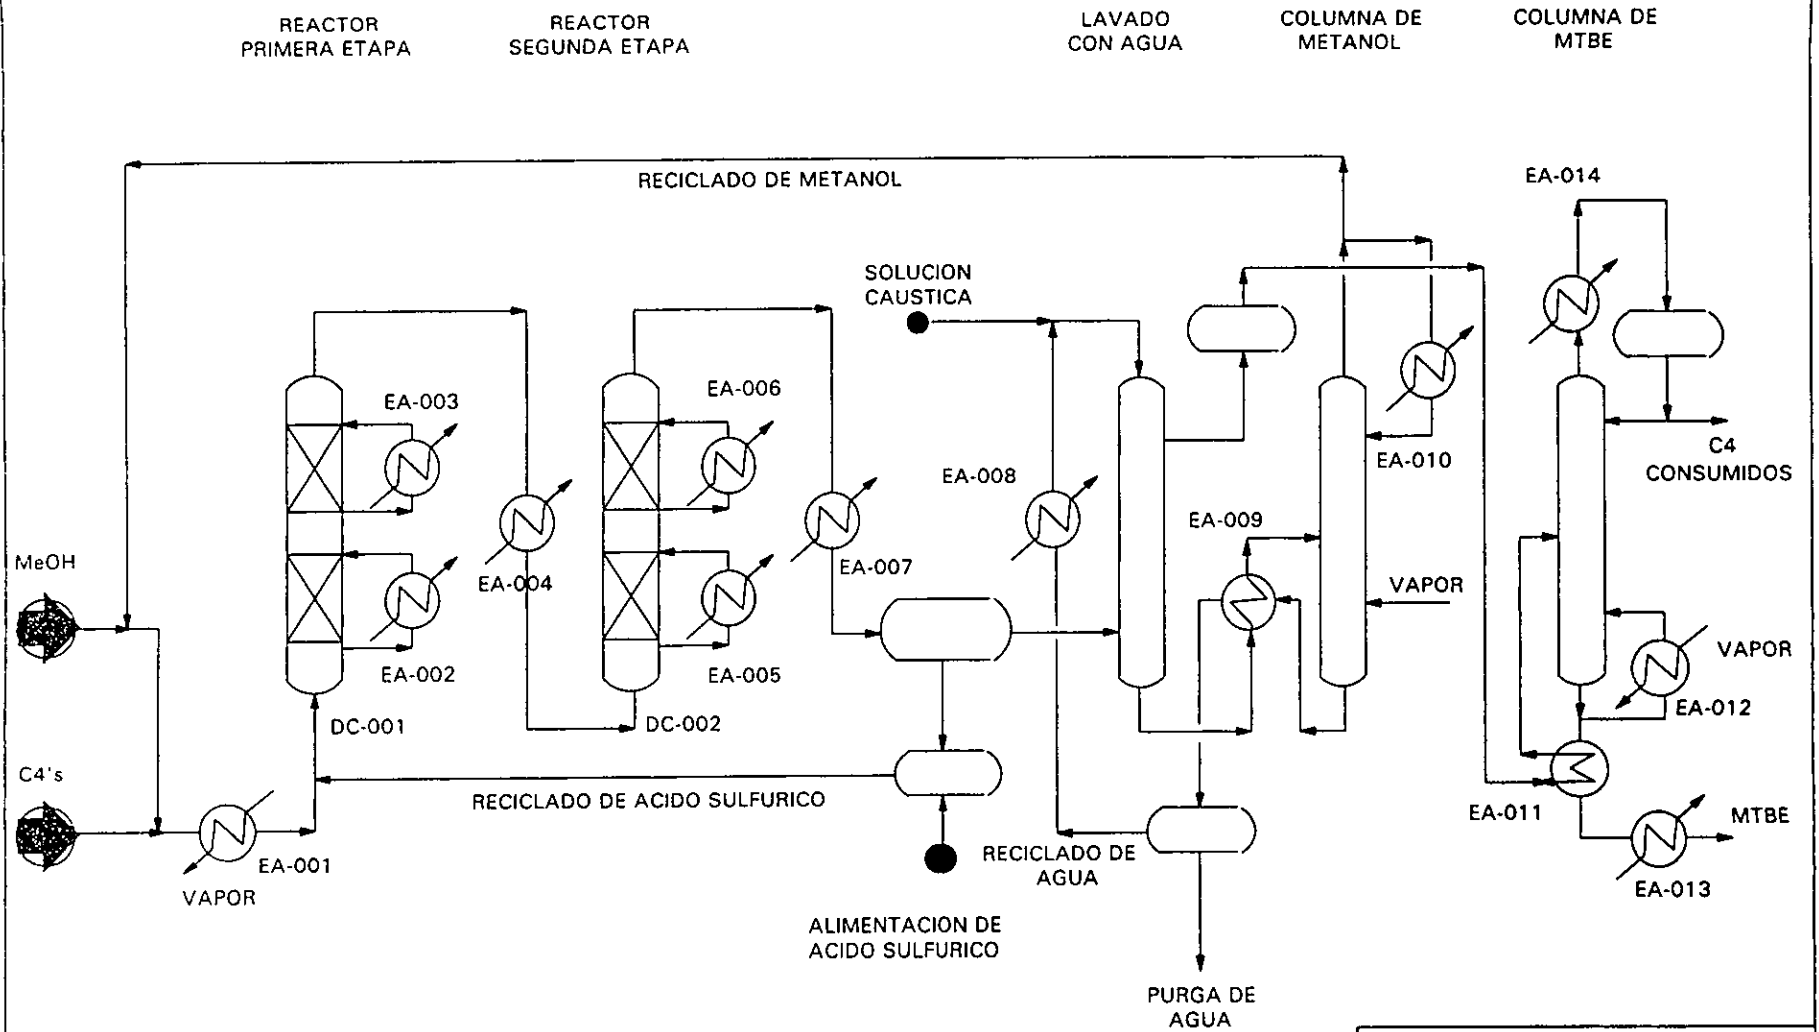 REACTOR
PRIMERA ETAPA
REACTOR
SEGUNDA ETAPA
LAVADO
CON AGUA
COLUMNA DE
METANOL
COLUMNA DE
MTBE
RECICLADO DE METANOL
EA-014
SOLUCION
CAUSTICA
EA-003
EA-006
EA-008
EA-010
C4
CONSUMIDOS
EA-009
MeOH
EA-004
EA-007
VAPOR
EA-002
EA-005
VAPOR
EA-012
DC-001
DC-002
C4's
RECICLADO DE ACIDO SULFURICO
EA-011
MTBE
EA-001
VAPOR
RECICLADO DE
AGUA
EA-013
ALIMENTACION DE
ACIDO SULFURICO
PURGA DE
AGUA